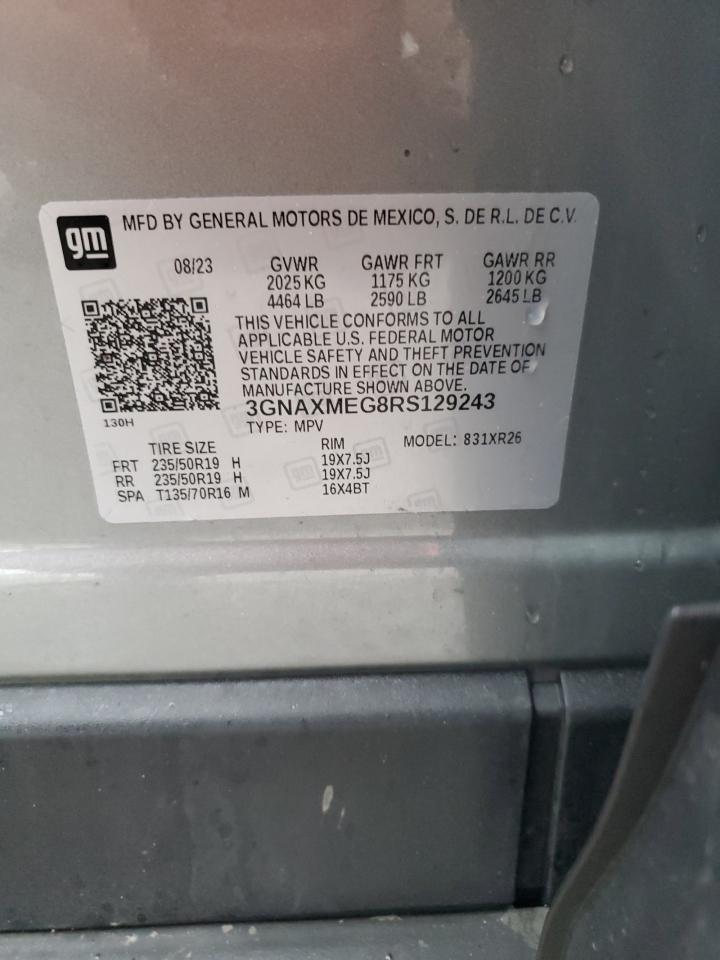 gm
MFD BY GENERAL MOTORS DE MEXICO, S. DE R.L. DE C.V.
08/23 GVWR GAWR FRT GAWR RR
2025 KG 1175 KG 1200 KG
4464 LB 2590 LB 2645 LB
THIS VEHICLE CONFORMS TO ALL
APPLICABLE U.S. FEDERAL MOTOR
VEHICLE SAFETY AND THEFT PREVENTION
STANDARDS IN EFFECT ON THE DATE OF
MANUFACTURE SHOWN ABOVE.
3GNAXMEG8RS129243
130H
TYPE: MPV MODEL: 831XR26
TIRE SIZE RIM
FRT 235/50R19 H 19X7.5J
RR 235/50R19 H 19X7.5J
SPA T135/70R16 M 16X4BT